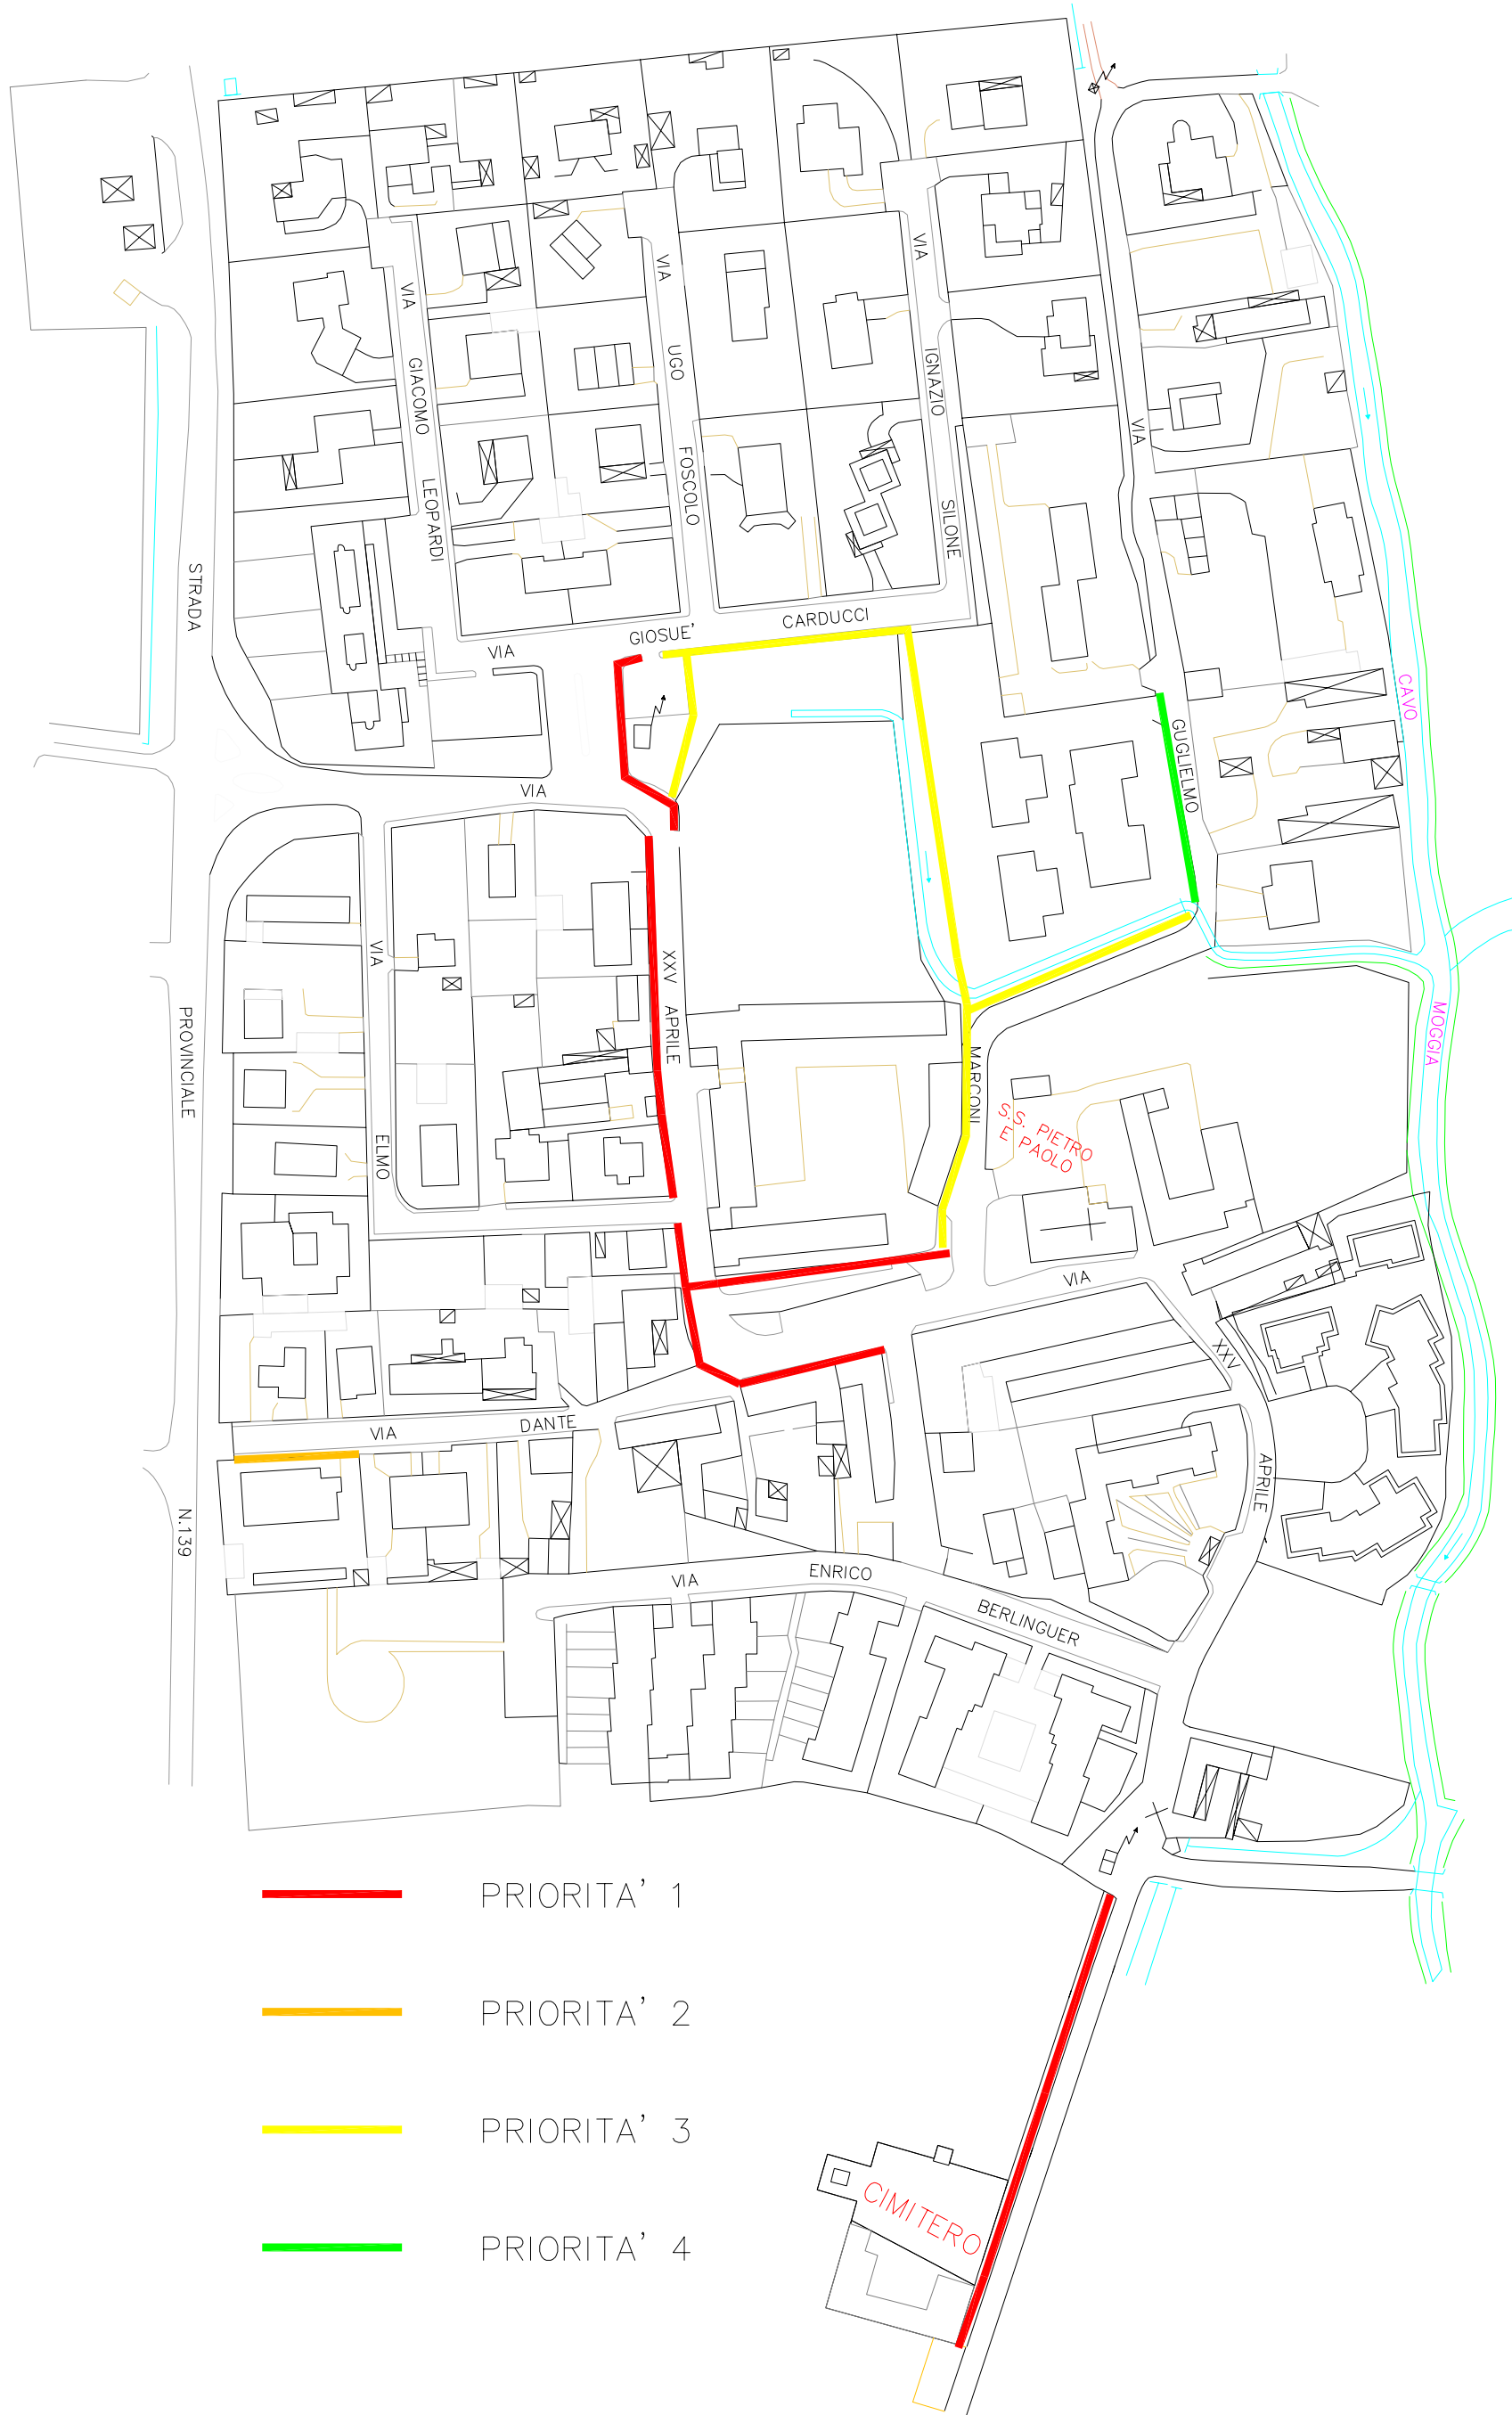 VIA
GIACOMO
LEOPARDI
VIA
UGO
FOSCOLO
VIA
IGNAZIO
SILONE
VIA
GUGLIELMO
MARCONI
STRADA
PROVINCIALE
N.139
VIA
GIOSUE'
CARDUCCI
CAVO
MOGGIA
VIA
XXV
APRILE
VIA
ELMO
S.S. PIETRO
E PAOLO
VIA
XXV
APRILE
VIA
DANTE
VIA
ENRICO
BERLINGUER
PRIORITA' 1
PRIORITA' 2
PRIORITA' 3
PRIORITA' 4
CIMITERO